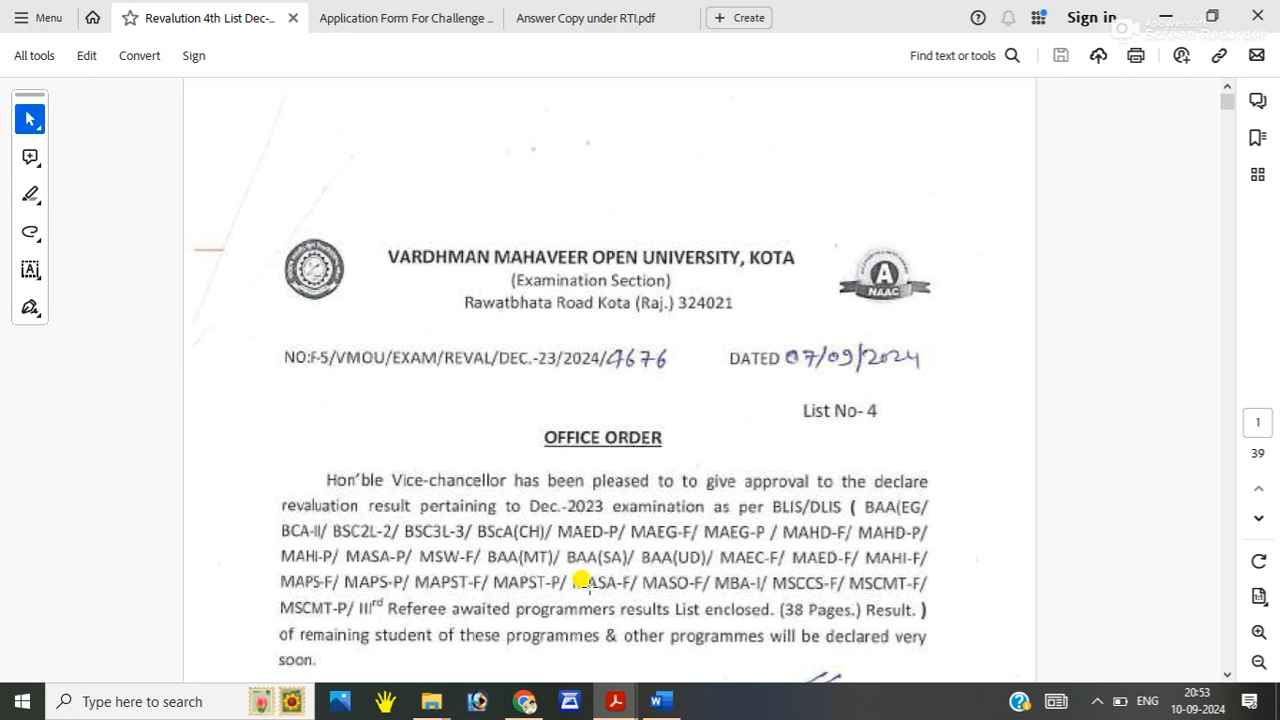 Menu
Revalution 4th List Dec-...
Application Form For Challenge ...
Answer Copy under RTI.pdf
Create
Sign in
Apowersoft
Screen Recorder
All tools Edit Convert Sign
Find text or tools
VARDHMAN MAHAVEER OPEN UNIVERSITY, KOTA
(Examination Section)
Rawatbhata Road Kota (Raj.) 324021
A
NAAC
NO:F-5/VMOU/EXAM/REVAL/DEC.-23/2024/4676 DATED 07/09/2024
List No- 4
OFFICE ORDER
Hon'ble Vice-chancellor has been pleased to to give approval to the declare
revaluation result pertaining to Dec.-2023 examination as per BLIS/DLIS ( BAA(EG/
BCA-II/ BSC2L-2/ BSC3L-3/ BScA(CH)/ MAED-P/ MAEG-F/ MAEG-P / MAHD-F/ MAHD-P/
MAHI-P/ MASA-P/ MSW-F/ BAA(MT)/ BAA(SA)/ BAA(UD)/ MAEC-F/ MAED-F/ MAHI-F/
MAPS-F/ MAPS-P/ MAPST-F/ MAPST-P/ MASA-F/ MASO-F/ MBA-I/ MSCCS-F/ MSCMT-F/
MSCMT-P/ IIIrd Referee awaited programmers results List enclosed. (38 Pages.) Result. )
of remaining student of these programmes & other programmes will be declared very
soon.
1
39
Type here to search
ENG
20:53
10-09-2024